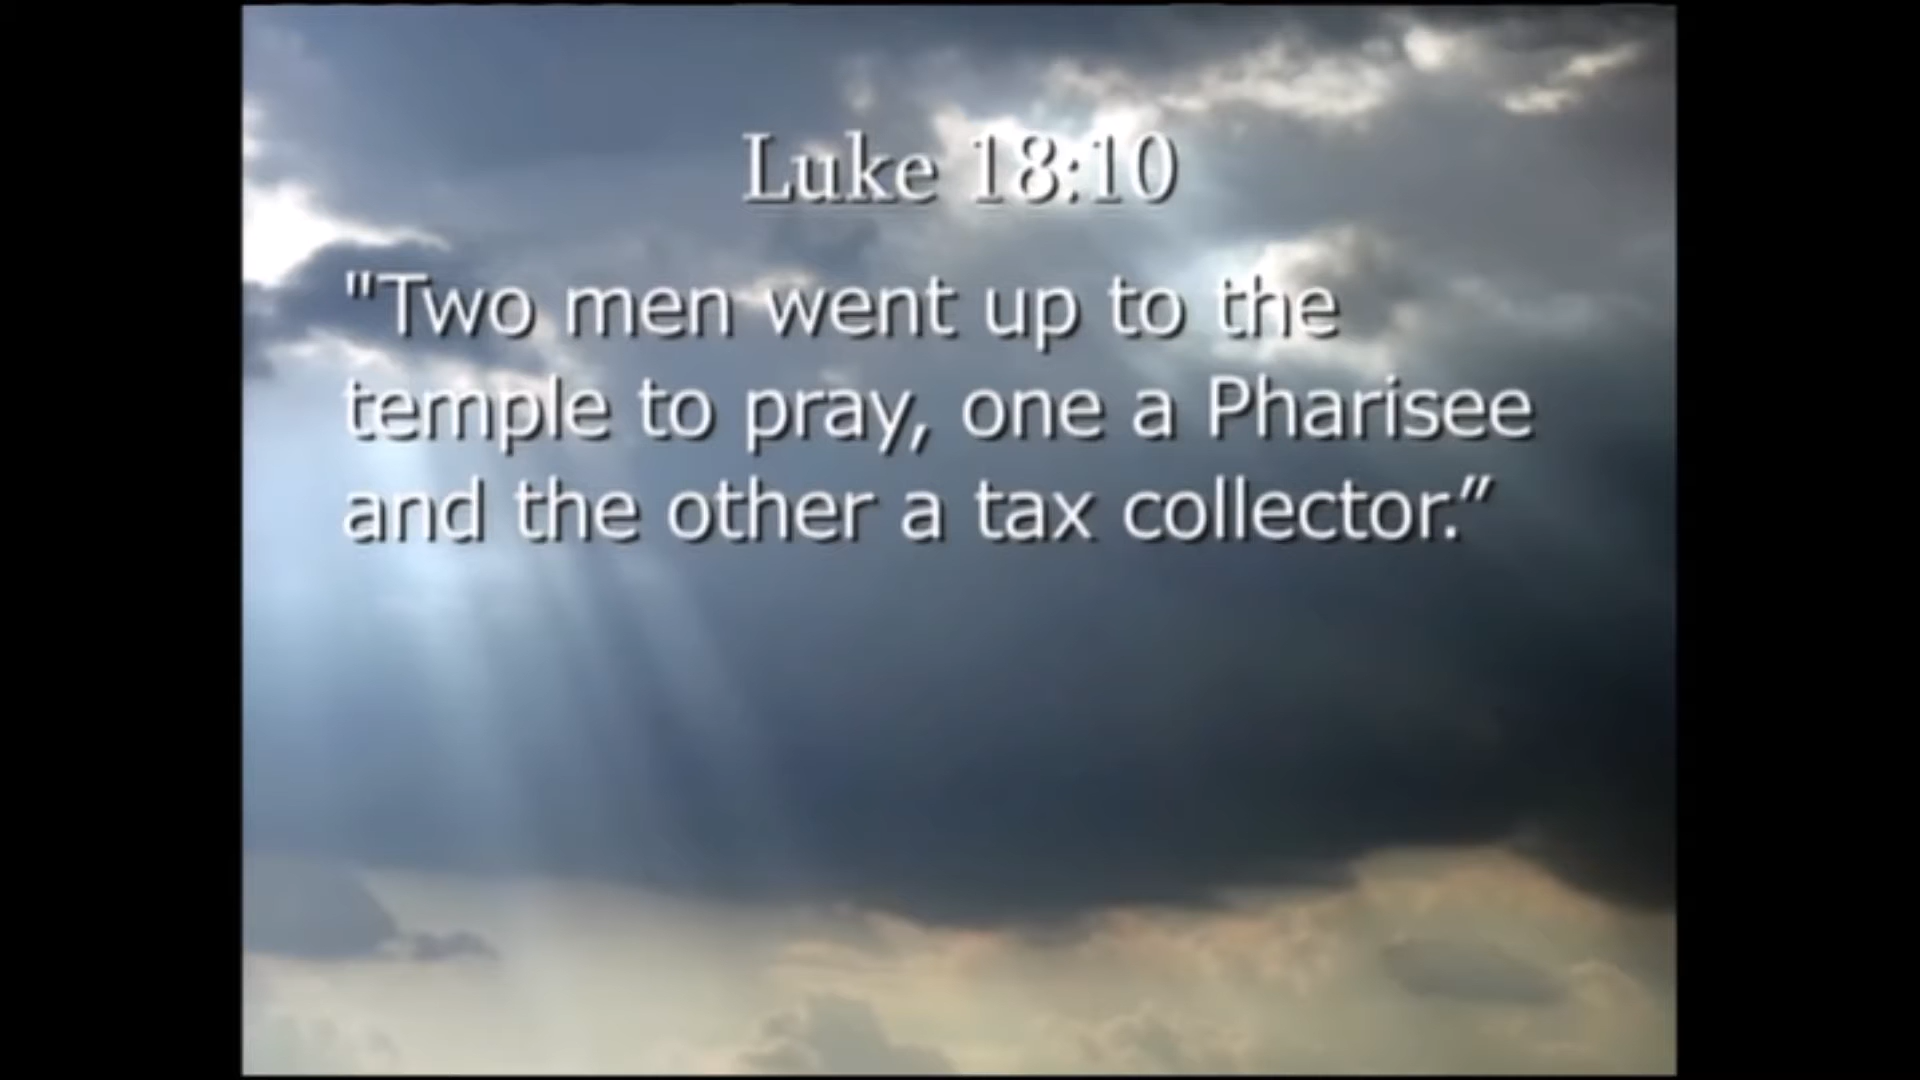 Luke 18:10
"Two men went up to the
temple to pray, one a Pharisee
and the other a tax collector.”